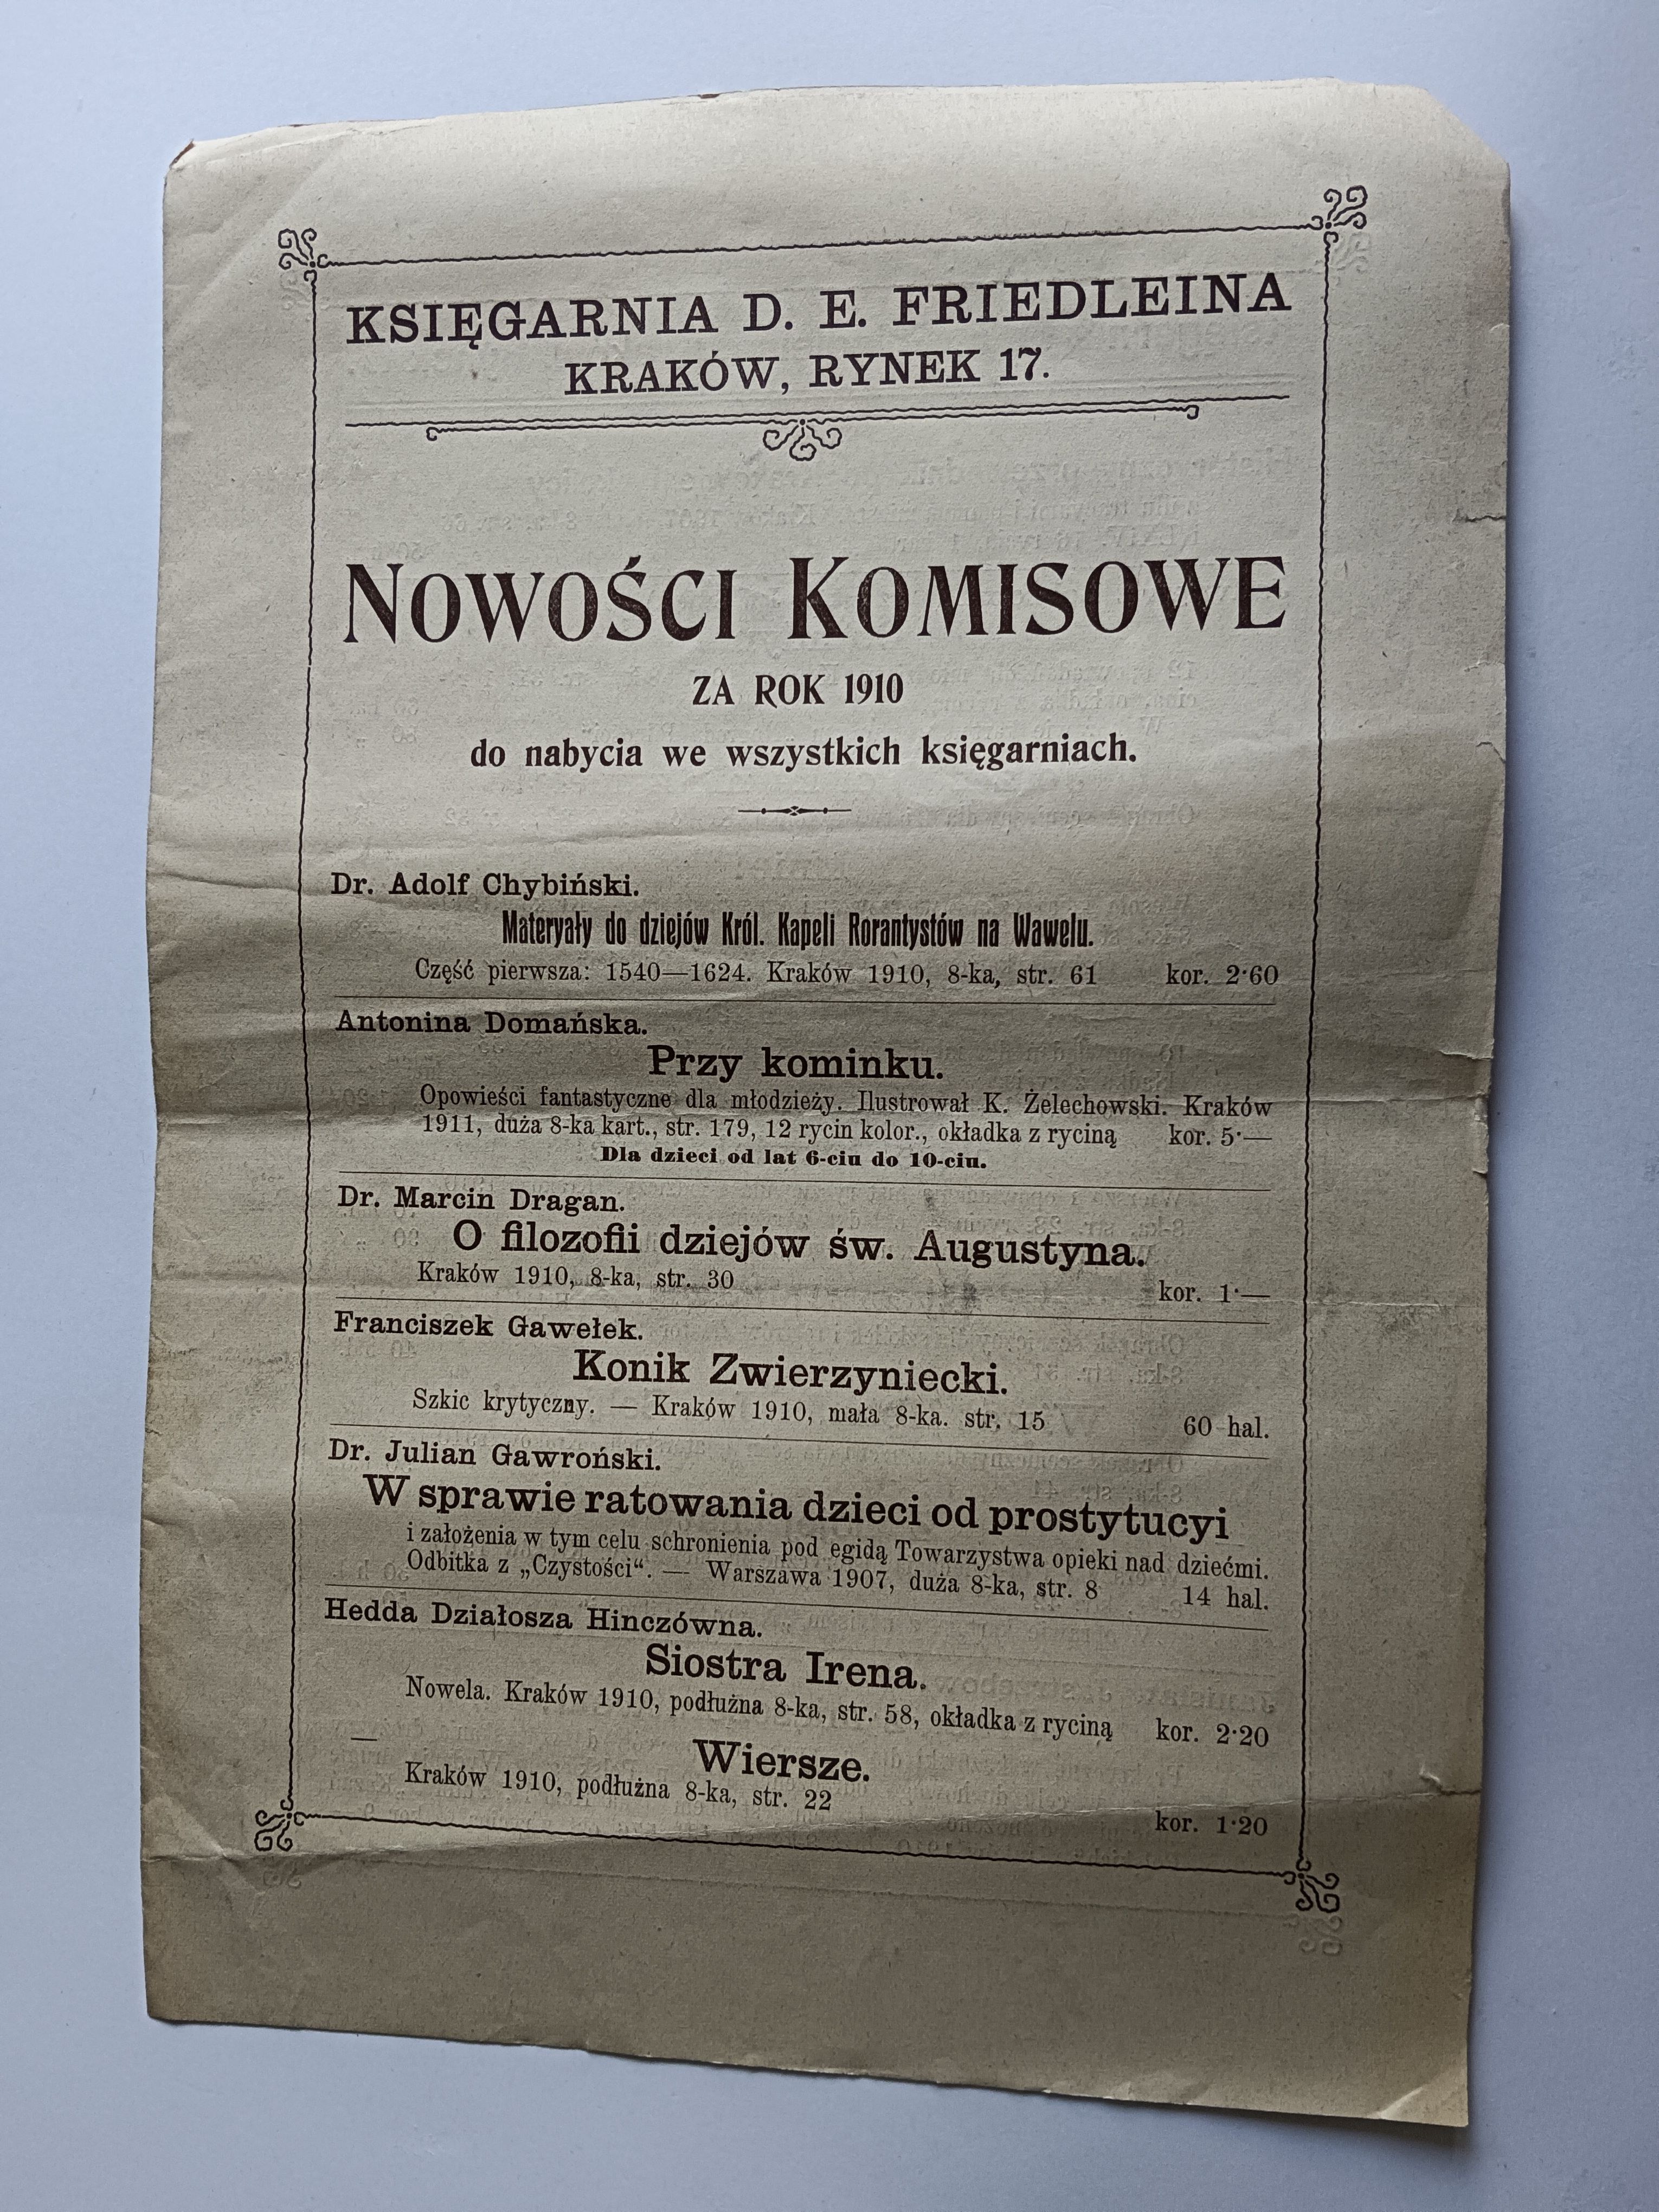 KSIĘGARNIA D. E. FRIEDLEINA
KRAKÓW, RYNEK 17.
NOWOŚCI KOMISOWE
ZA ROK 1910
do nabycia we wszystkich księgarniach.
Dr. Adolf Chybiński.
Materyały do dziejów Król. Kapeli Rorantystów na Wawelu.
Część pierwsza: 1540—1624. Kraków 1910, 8-ka, str. 61 kor. 2·60
Antonina Domańska.
Przy kominku.
Opowieści fantastyczne dla młodzieży. Ilustrował K. Żelechowski. Kraków
1911, duża 8-ka kart., str. 179, 12 rycin kolor., okładka z ryciną kor. 5·—
Dla dzieci od lat 6-ciu do 10-ciu.
Dr. Marcin Dragan.
O filozofii dziejów św. Augustyna.
Kraków 1910, 8-ka, str. 30 kor. 1·—
Franciszek Gawełek.
Konik Zwierzyniecki.
Szkic krytyczny. — Kraków 1910, mała 8-ka. str. 15 60 hal.
Dr. Julian Gawroński.
W sprawie ratowania dzieci od prostytucyi
i założenia w tym celu schronienia pod egidą Towarzystwa opieki nad dziećmi.
Odbitka z „Czystości“. — Warszawa 1907, duża 8-ka, str. 8 14 hal.
Hedda Działosza Hinczówna.
Siostra Irena.
Nowela. Kraków 1910, podłużna 8-ka, str. 58, okładka z ryciną kor. 2·20
— Wiersze.
Kraków 1910, podłużna 8-ka, str. 22 kor. 1·20